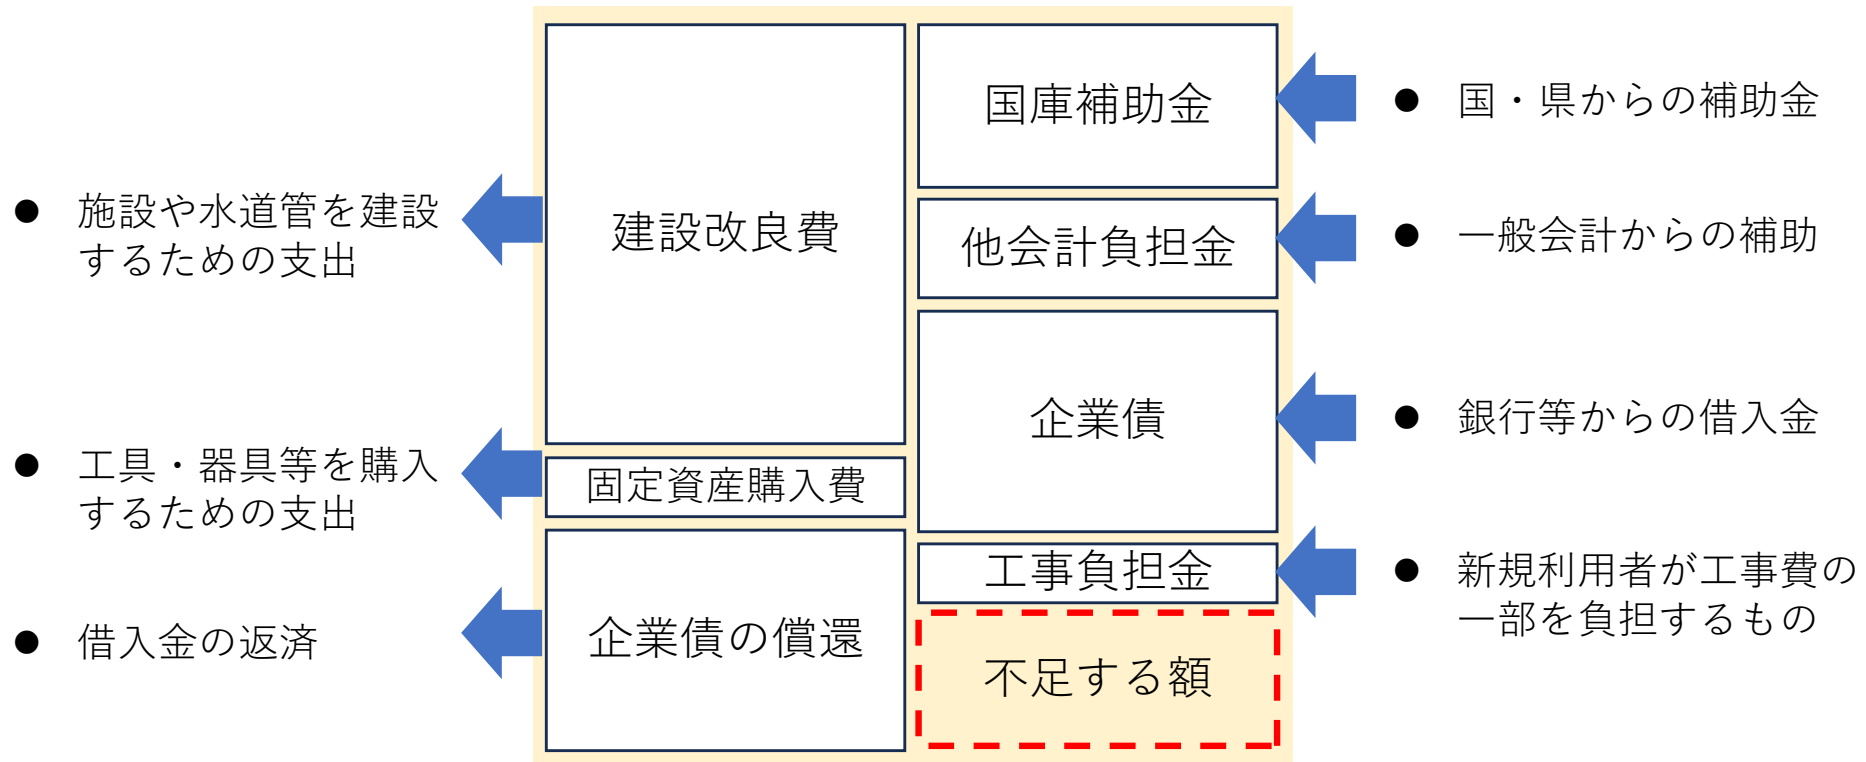 ● 施設や水道管を建設
するための支出
● 工具・器具等を購入
するための支出
● 借入金の返済
建設改良費
固定資産購入費
企業債の償還
国庫補助金
他会計負担金
企業債
工事負担金
不足する額
● 国・県からの補助金
● 一般会計からの補助
● 銀行等からの借入金
● 新規利用者が工事費の
一部を負担するもの